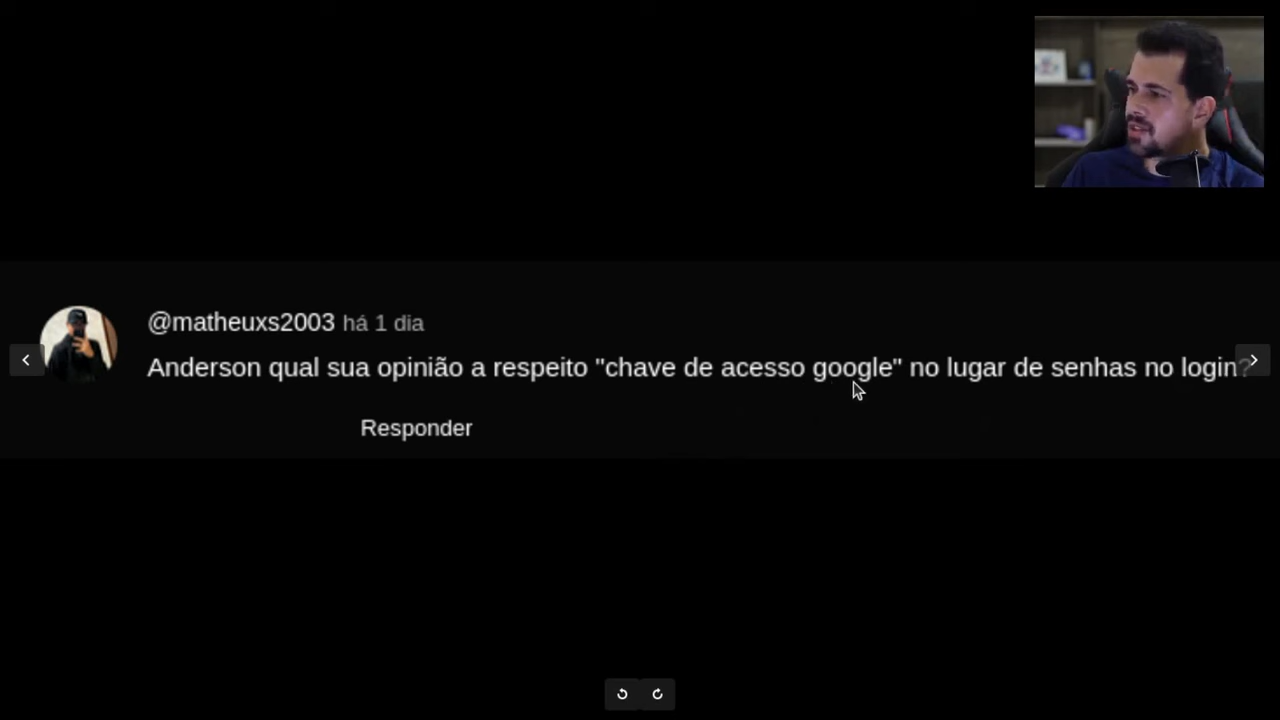 @matheuxs2003 há 1 dia
Anderson qual sua opinião a respeito "chave de acesso google" no lugar de senhas no login?
Responder